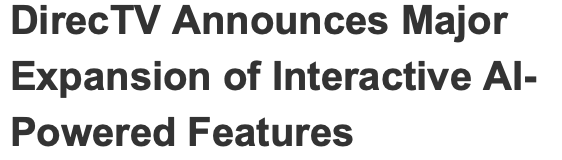 DirecTV Announces Major
Expansion of Interactive AI-
Powered Features